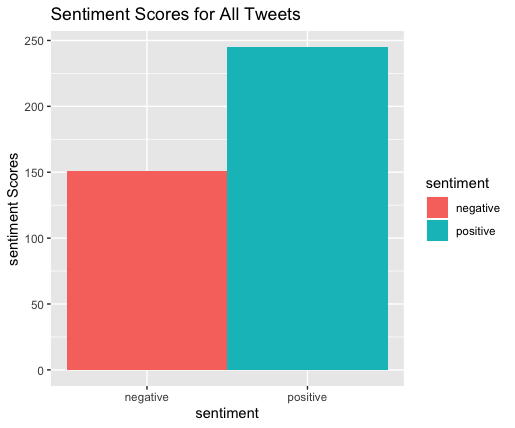 Sentiment Scores for All Tweets
250
200
150
100
50
0
sentiment Scores
negative
positive
sentiment
sentiment
negative
positive